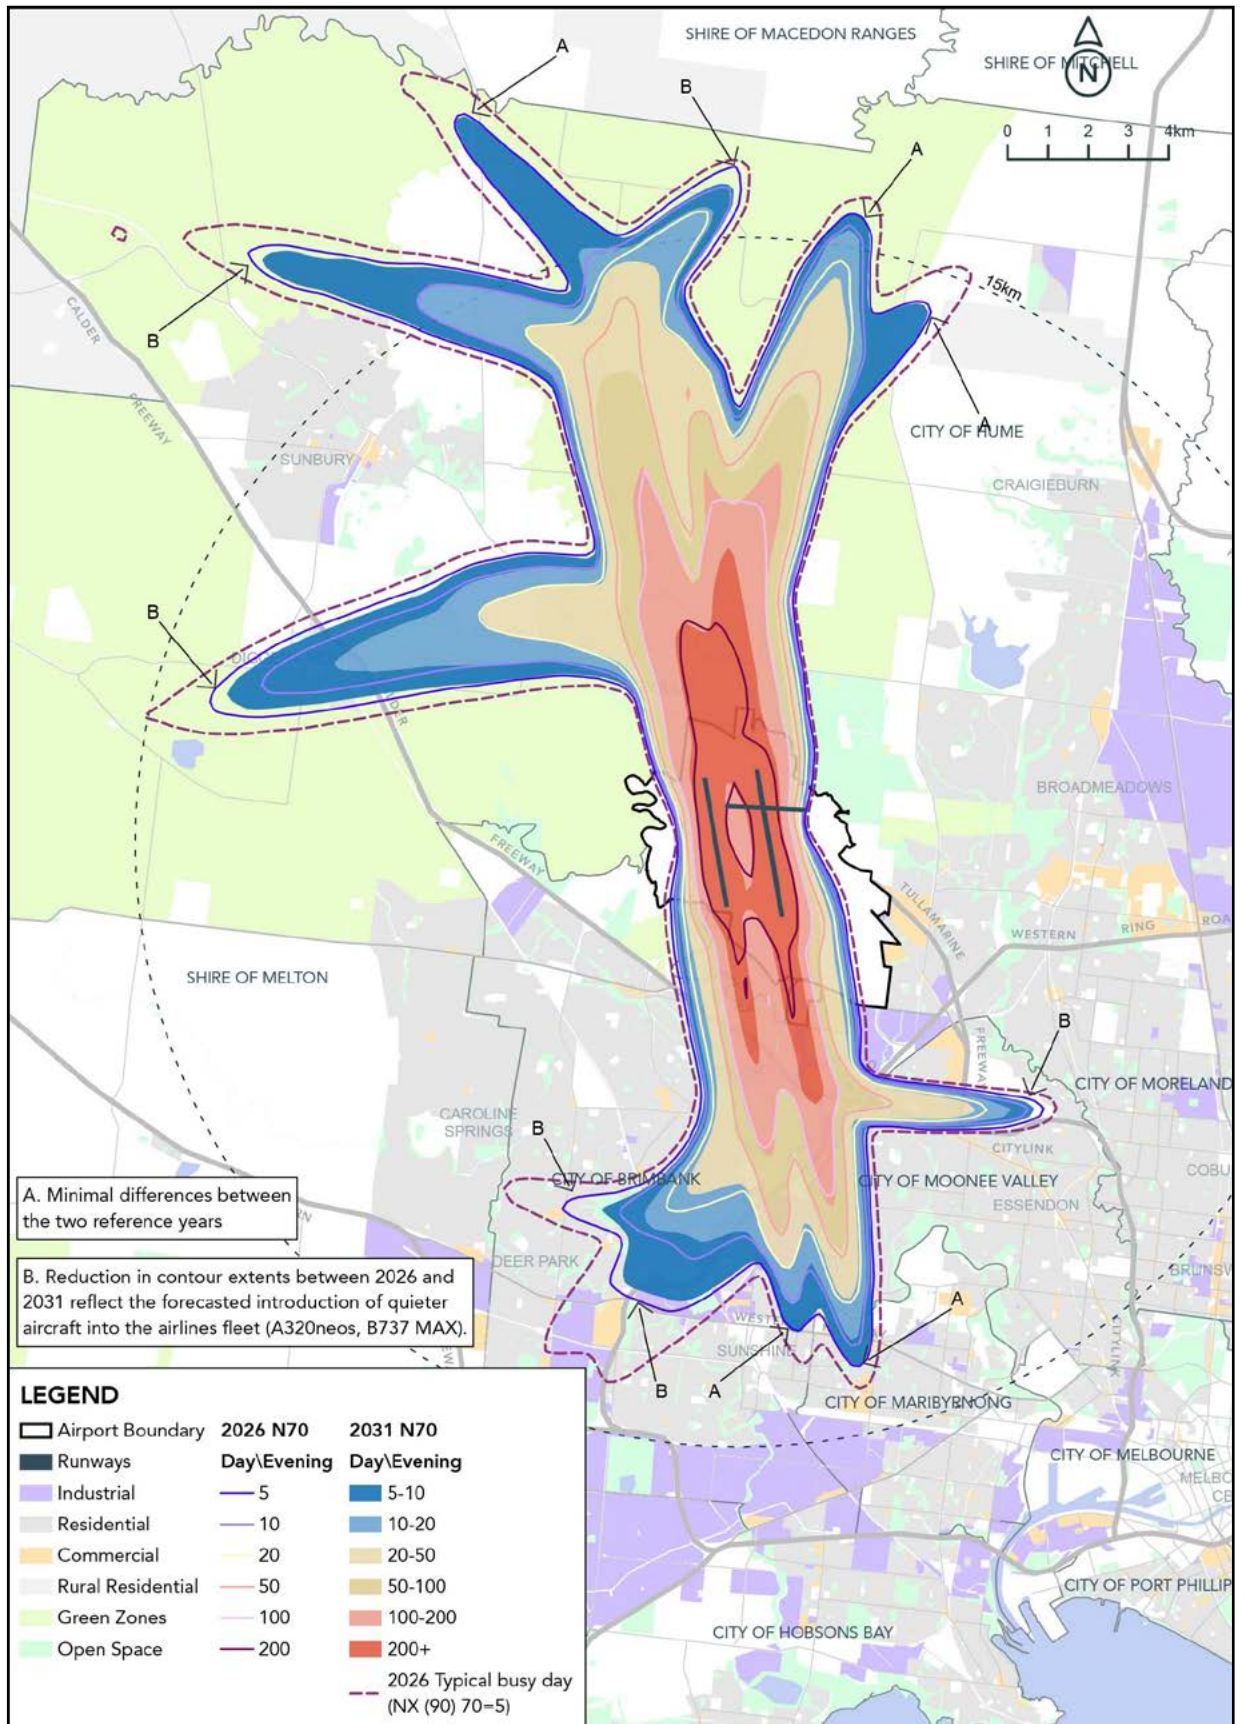 A
SHIRE OF MACEDON RANGES
SHIRE OF MITCHELL
N
B
0 1 2 3 4km
A
15km
CALDER
B
FREEWAY
A
CITY OF HUME
SUNBURY
CRAIGIEBURN
B
BROADMEADOWS
FREEWAY
TULLAMARINE
WESTERN RING
SHIRE OF MELTON
FREEWAY
B
CITY OF MORELAND
CAROLINE
SPRINGS
B
CITYLINK
CITY OF BRIMBANK
CITY OF MOONEE VALLEY
ESSENDON
A. Minimal differences between
the two reference years
DEER PARK
B. Reduction in contour extents between 2026 and
2031 reflect the forecasted introduction of quieter
aircraft into the airlines fleet (A320neos, B737 MAX).
A
CITYLINK
SUNSHINE
B
A
CITY OF MARIBYRNONG
CITY OF MELBOURNE
CITY OF PORT PHILLIP
CITY OF HOBSONS BAY
LEGEND
Airport Boundary 2026 N70 2031 N70
Runways Day\Evening Day\Evening
Industrial 5 5-10
Residential 10 10-20
Commercial 20 20-50
Rural Residential 50 50-100
Green Zones 100 100-200
Open Space 200 200+
2026 Typical busy day
(NX (90) 70=5)